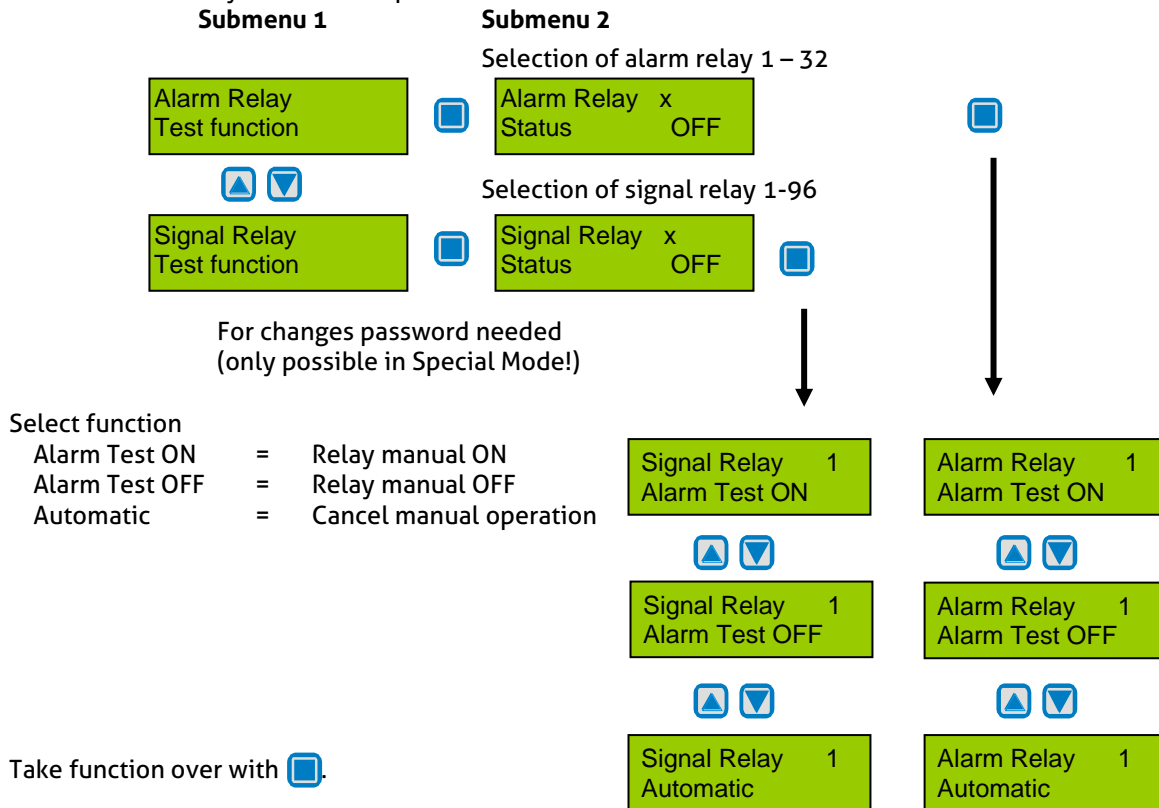 Submenu 1 Submenu 2
Selection of alarm relay 1 – 32
Alarm Relay
Test function
Alarm Relay x
Status OFF
Selection of signal relay 1-96
Signal Relay
Test function
Signal Relay x
Status OFF
For changes password needed
(only possible in Special Mode!)
Select function
Alarm Test ON = Relay manual ON
Alarm Test OFF = Relay manual OFF
Automatic = Cancel manual operation
Signal Relay 1
Alarm Test ON
Alarm Relay 1
Alarm Test ON
Signal Relay 1
Alarm Test OFF
Alarm Relay 1
Alarm Test OFF
Take function over with .
Signal Relay 1
Automatic
Alarm Relay 1
Automatic